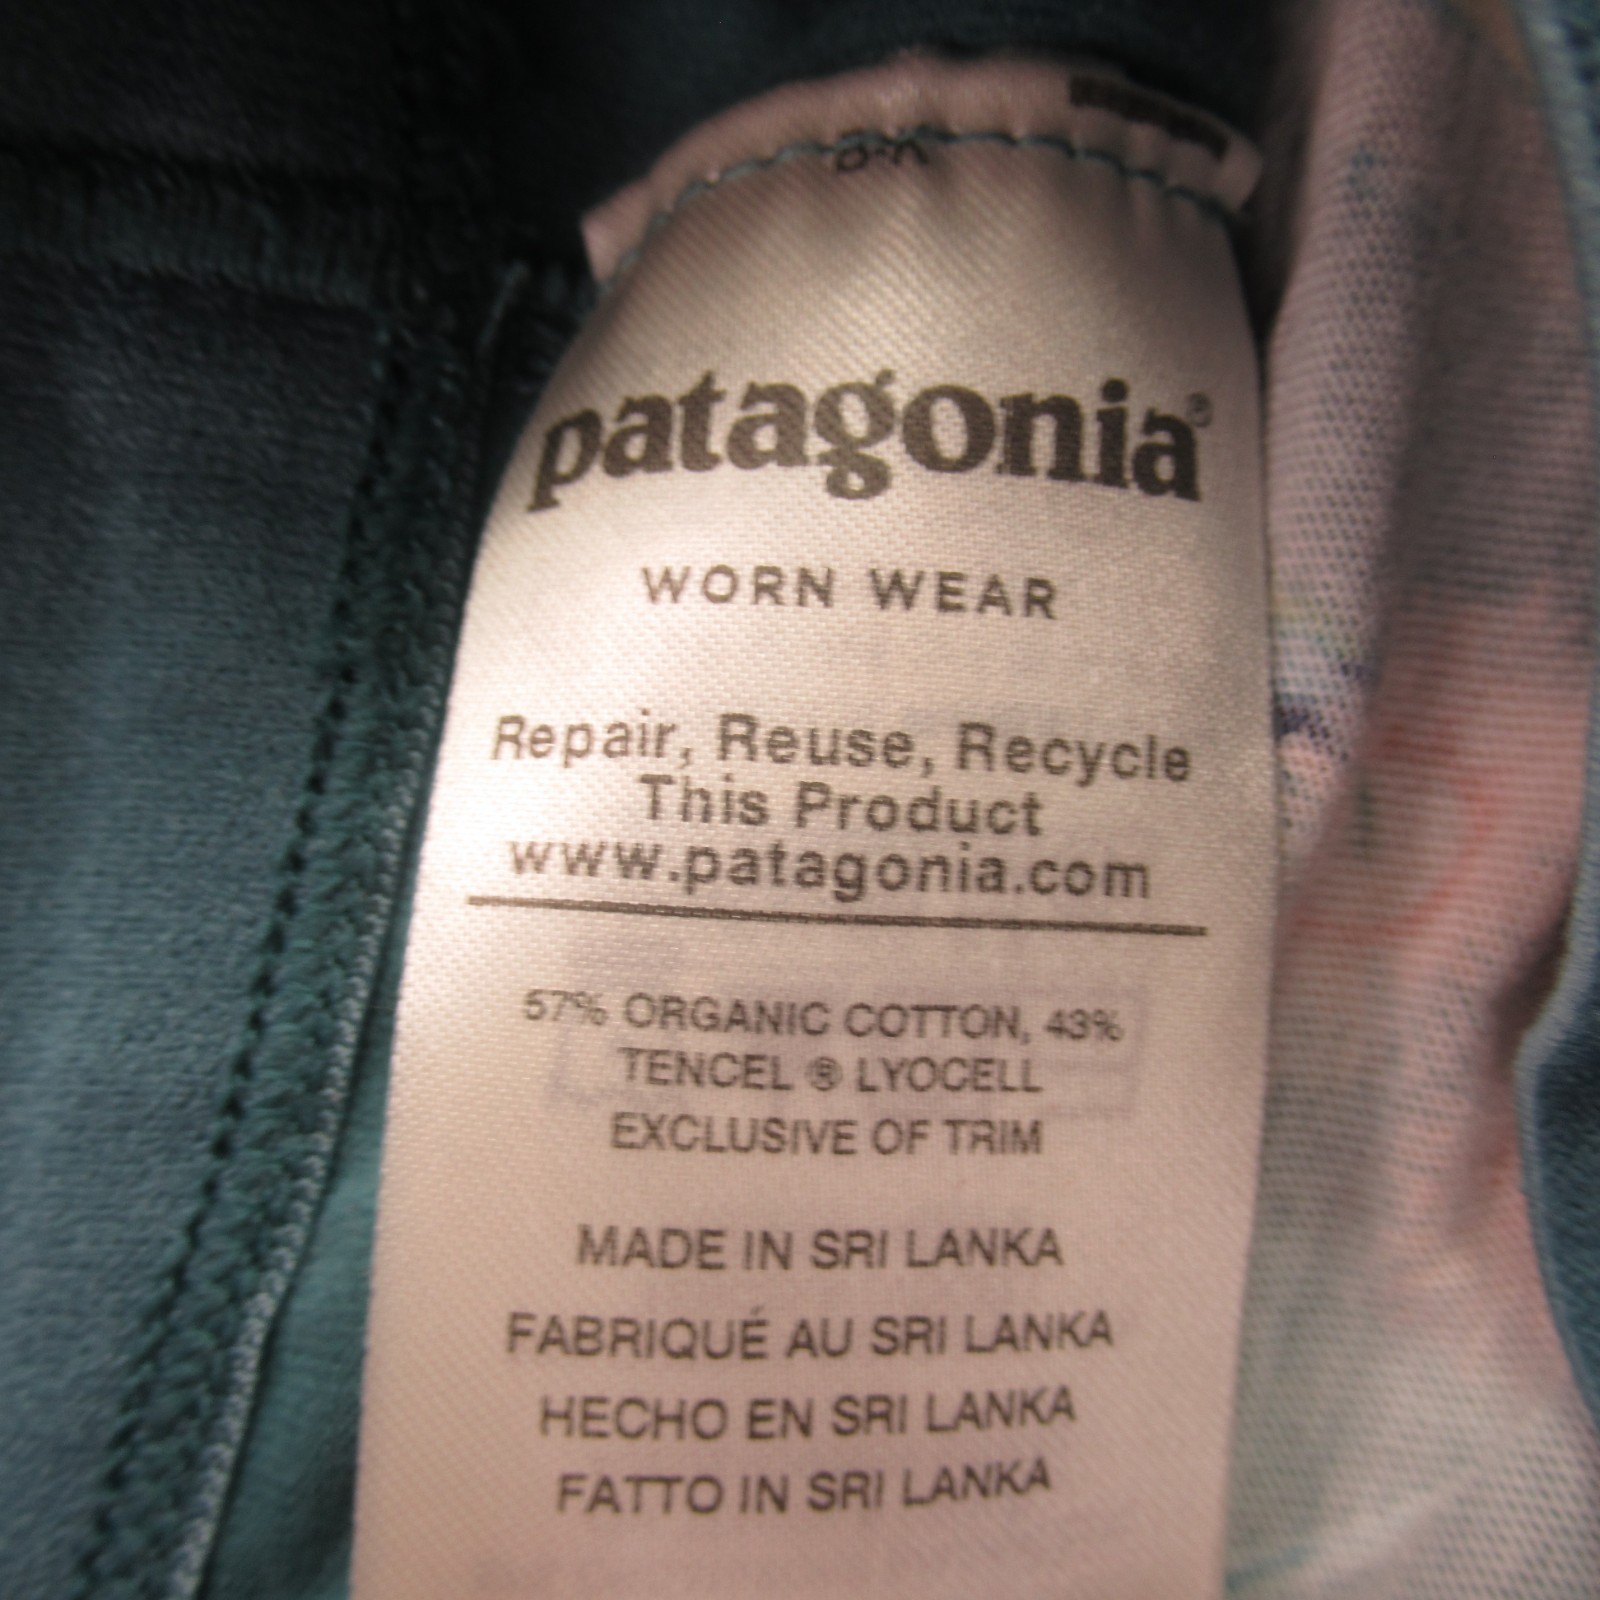 patagonia®
WORN WEAR
Repair, Reuse, Recycle
This Product
www.patagonia.com
57% ORGANIC COTTON, 43%
TENCEL ® LYOCELL
EXCLUSIVE OF TRIM
MADE IN SRI LANKA
FABRIQUÉ AU SRI LANKA
HECHO EN SRI LANKA
FATTO IN SRI LANKA